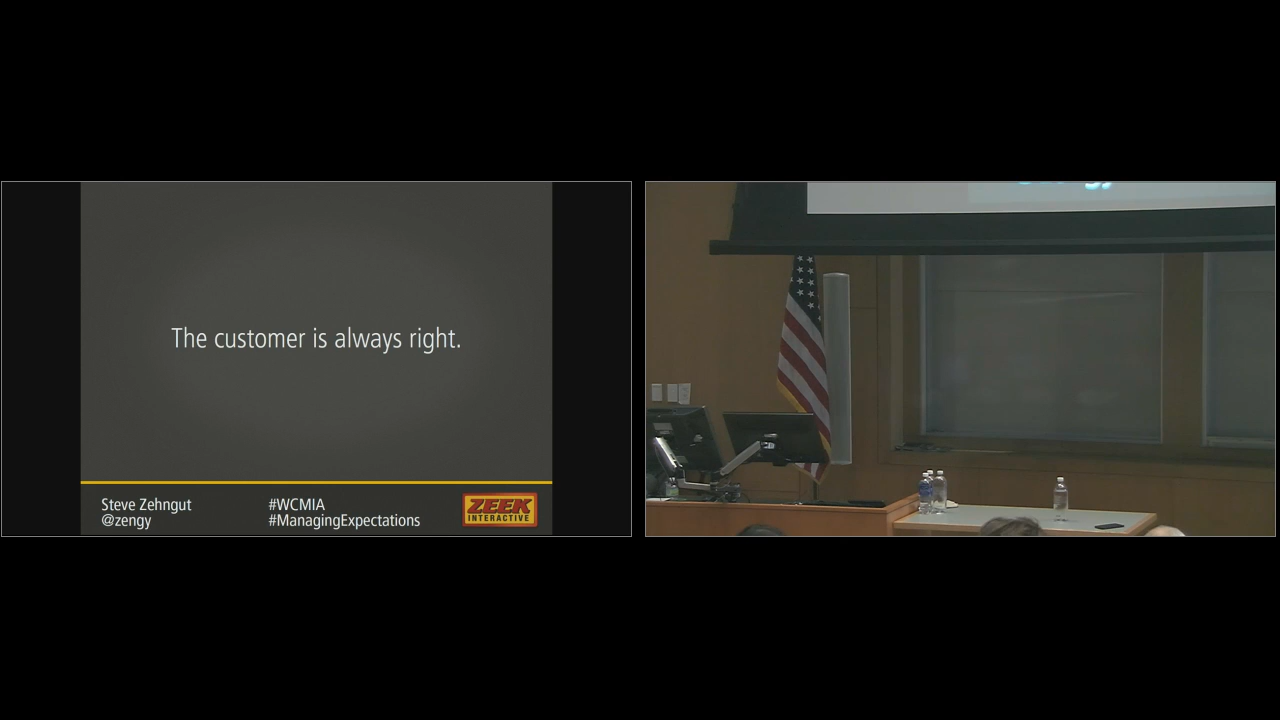 The customer is always right.
Steve Zehngut
@zengy
#WCMIA
#ManagingExpectations
ZEEK
INTERACTIVE